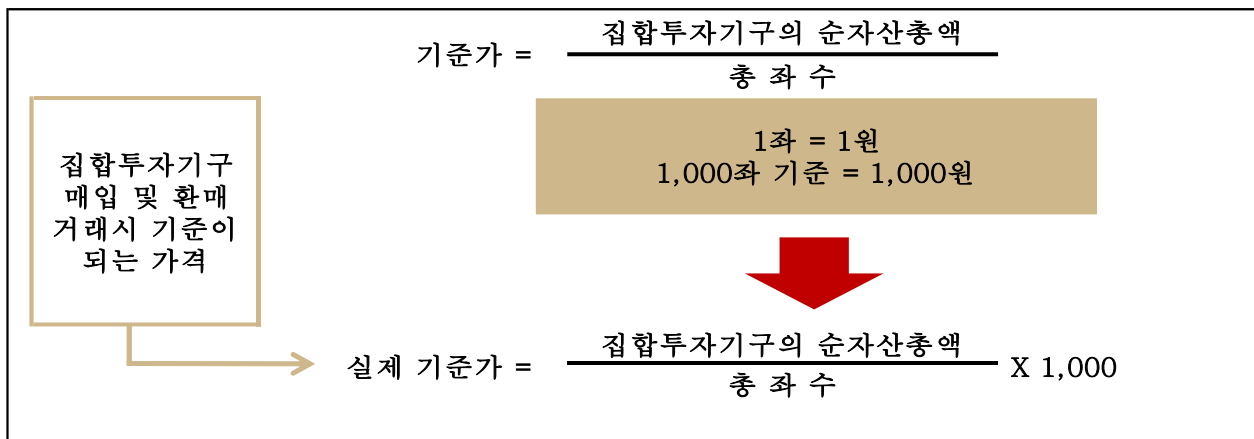 기준가 =
집합투자기구의 순자산총액
총 좌 수
1좌 = 1원
1,000좌 기준 = 1,000원
집합투자기구
매입 및 환매
거래시 기준이
되는 가격
실제 기준가 =
집합투자기구의 순자산총액
총 좌 수
X 1,000